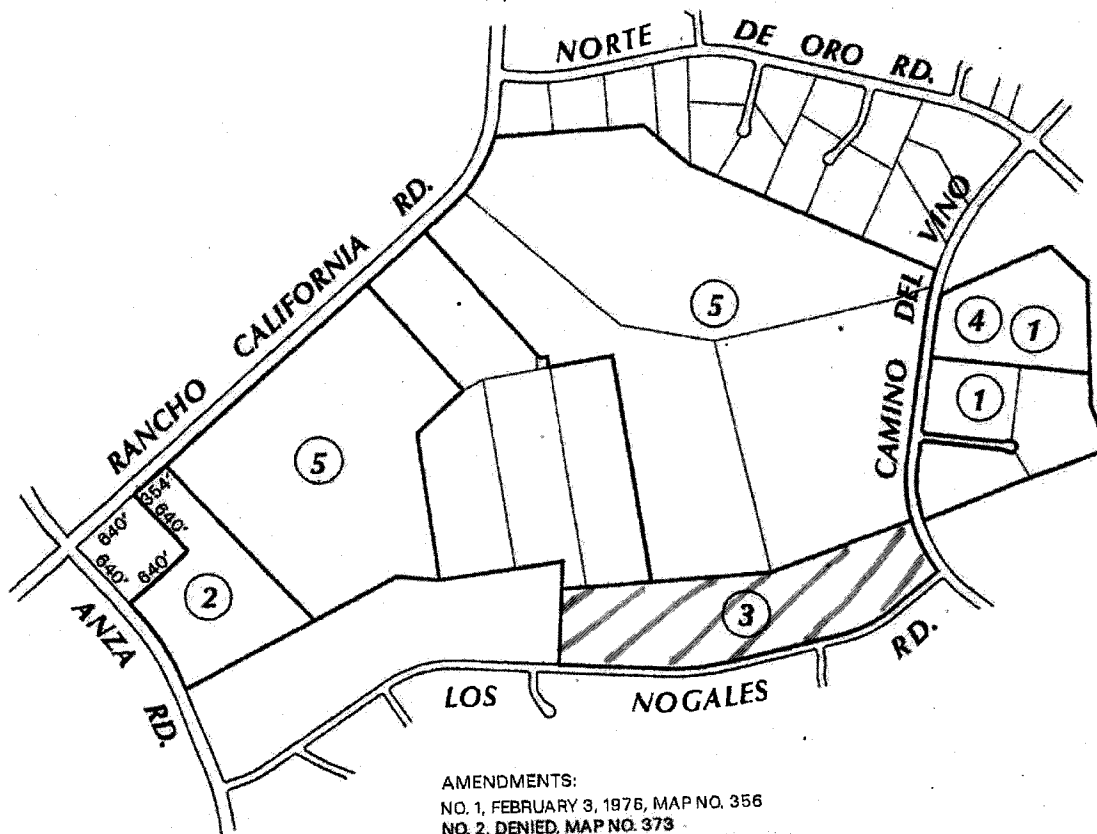 NORTE DE ORO RD.
RANCHO CALIFORNIA RD.
CAMINO DEL VINO
5
4
1
1
5
354'
640'
640'
640'
640'
2
3
ANZA RD.
LOS NOGALES RD.
AMENDMENTS:
NO. 1, FEBRUARY 3, 1976, MAP NO. 356
NO. 2, DENIED, MAP NO. 373